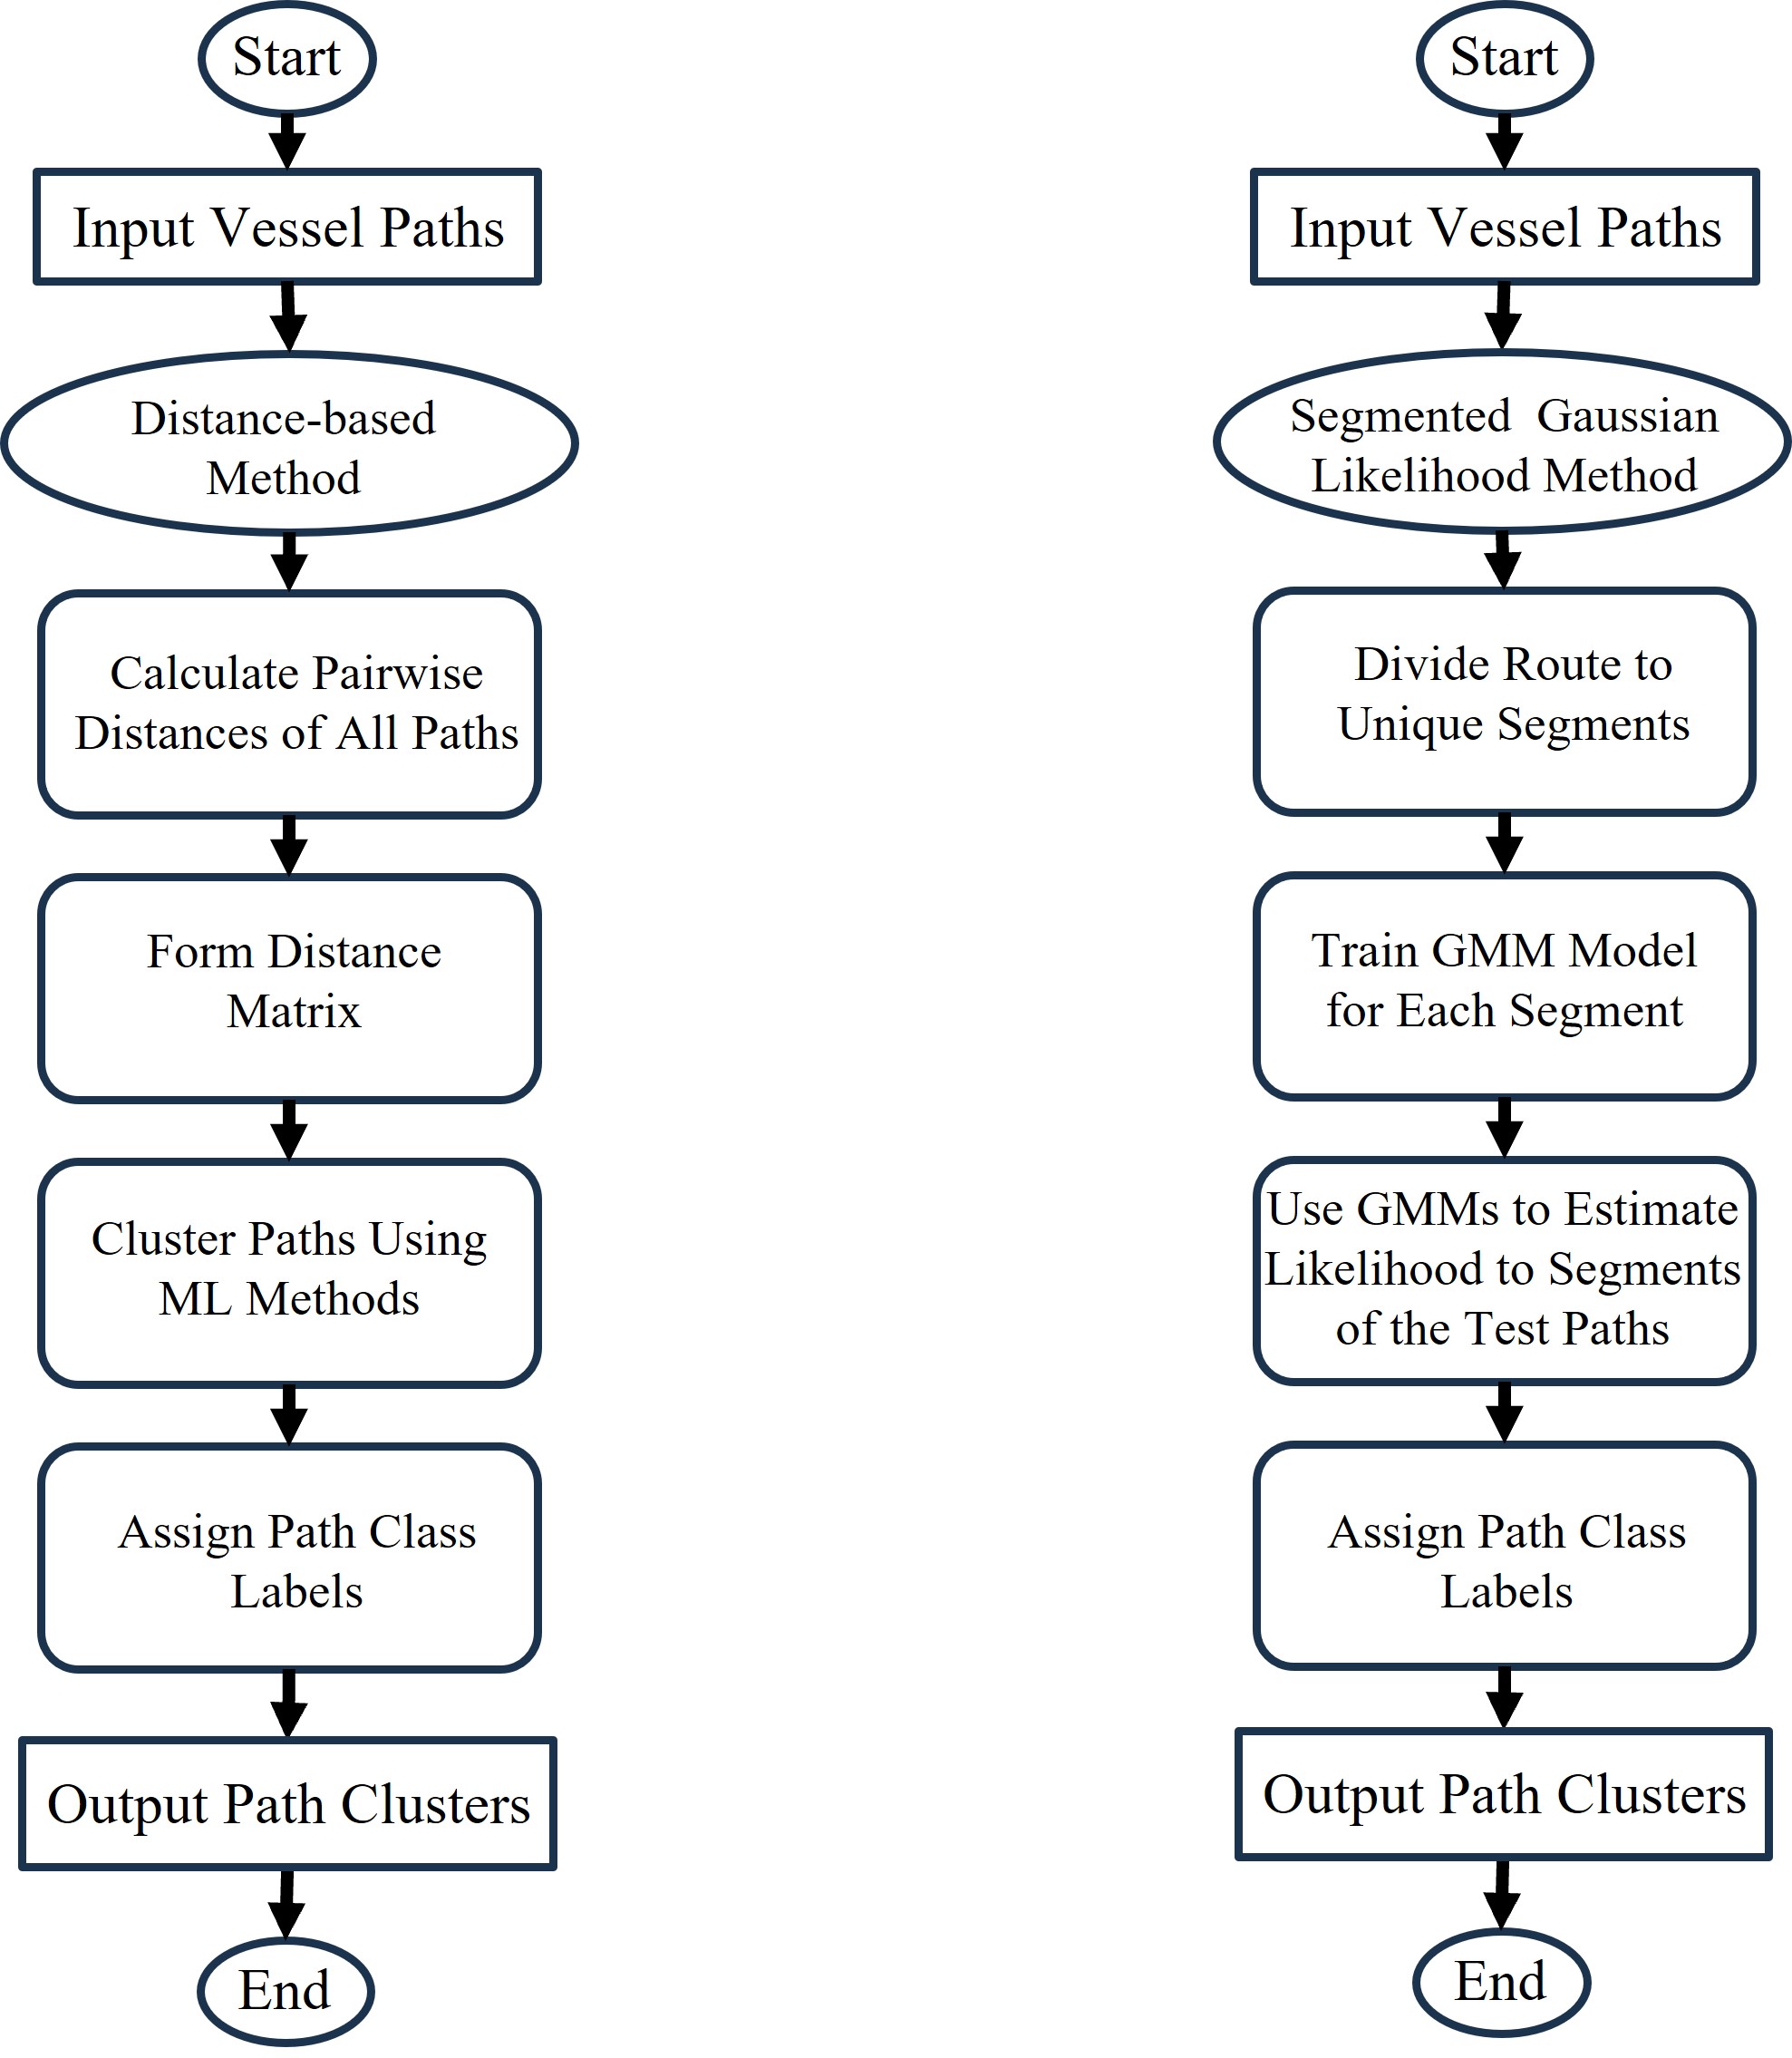 Start
Input Vessel Paths
Distance-based
Method
Calculate Pairwise
Distances of All Paths
Form Distance
Matrix
Cluster Paths Using
ML Methods
Assign Path Class
Labels
Output Path Clusters
End
Start
Input Vessel Paths
Segmented Gaussian
Likelihood Method
Divide Route to
Unique Segments
Train GMM Model
for Each Segment
Use GMMs to Estimate
Likelihood to Segments
of the Test Paths
Assign Path Class
Labels
Output Path Clusters
End